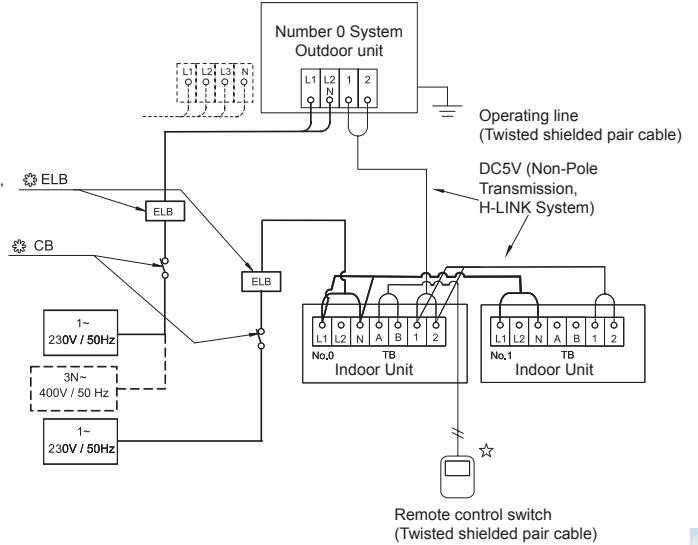 Number 0 System
Outdoor unit
L1 L2 L3 N
L1 L2 1 2
N
Operating line
(Twisted shielded pair cable)
DC5V (Non-Pole
Transmission,
H-LINK System)
, ELB
ELB
CB
ELB
1~
230V / 50Hz
3N~
400V / 50 Hz
1~
230V / 50Hz
L1 L2 N A B 1 2
No.0 TB
Indoor Unit
L1 L2 N A B 1 2
No.1 TB
Indoor Unit
Remote control switch
(Twisted shielded pair cable)